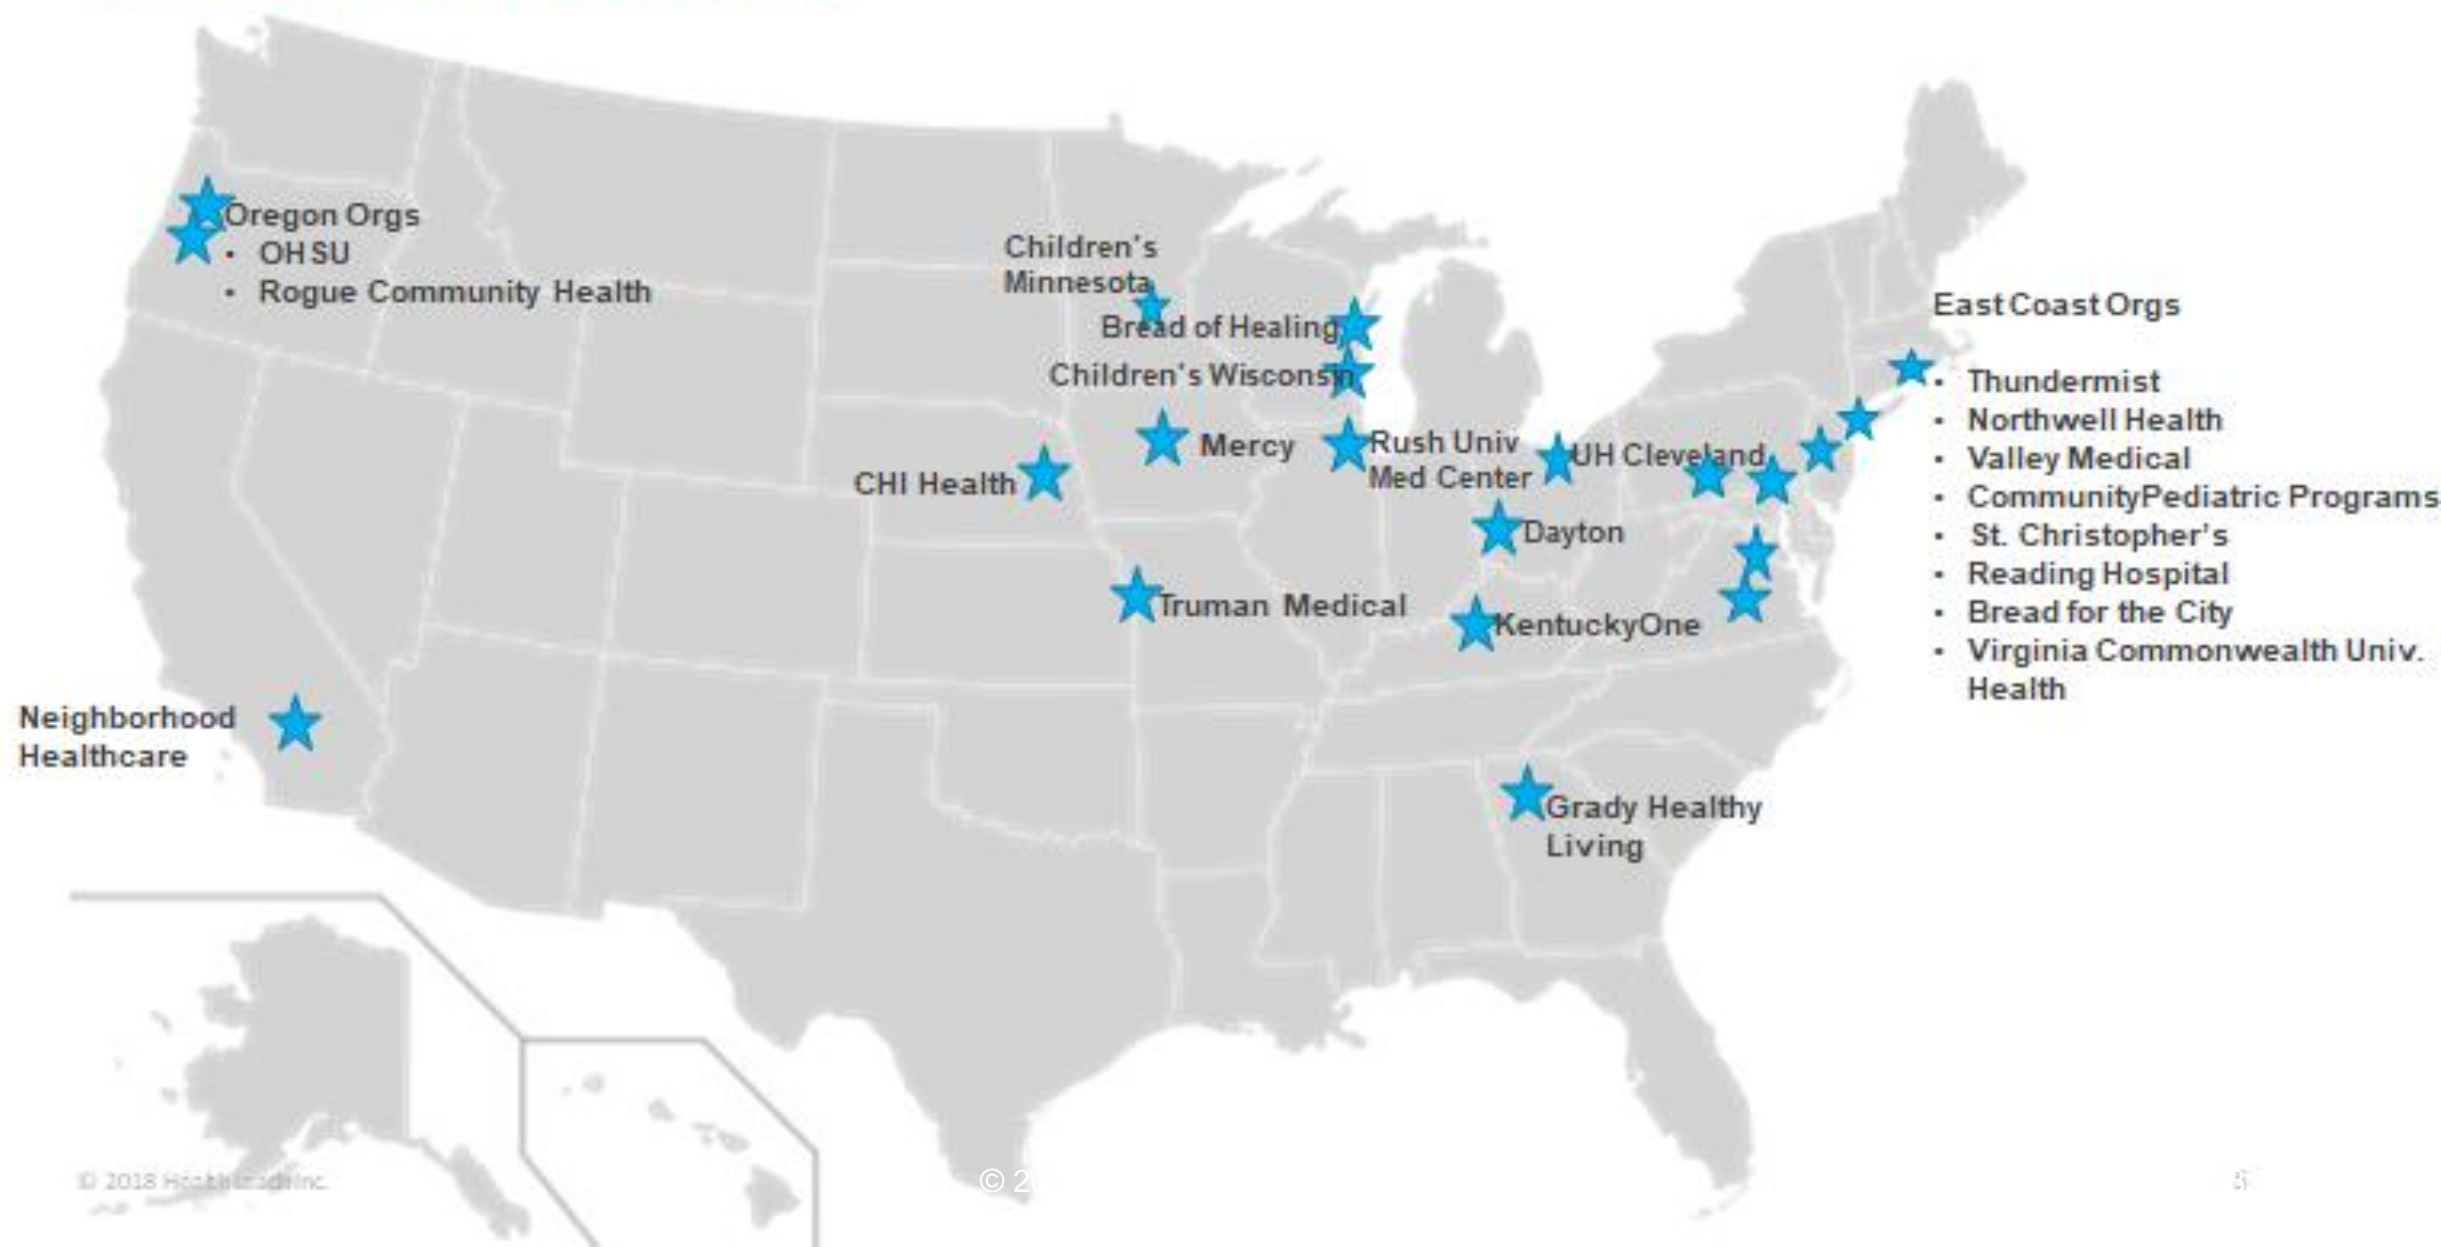 Oregon Orgs
• OHSU
• Rogue Community Health
Children's
Minnesota
Bread of Healing
Children's Wisconsin
Mercy
CHI Health
Rush Univ
Med Center
UH Cleveland
Dayton
Truman Medical
KentuckyOne
Neighborhood
Healthcare
Grady Healthy
Living
East Coast Orgs
• Thundermist
• Northwell Health
• Valley Medical
• CommunityPediatric Programs
• St. Christopher's
• Reading Hospital
• Bread for the City
• Virginia Commonwealth Univ.
Health
© 2018
© 2